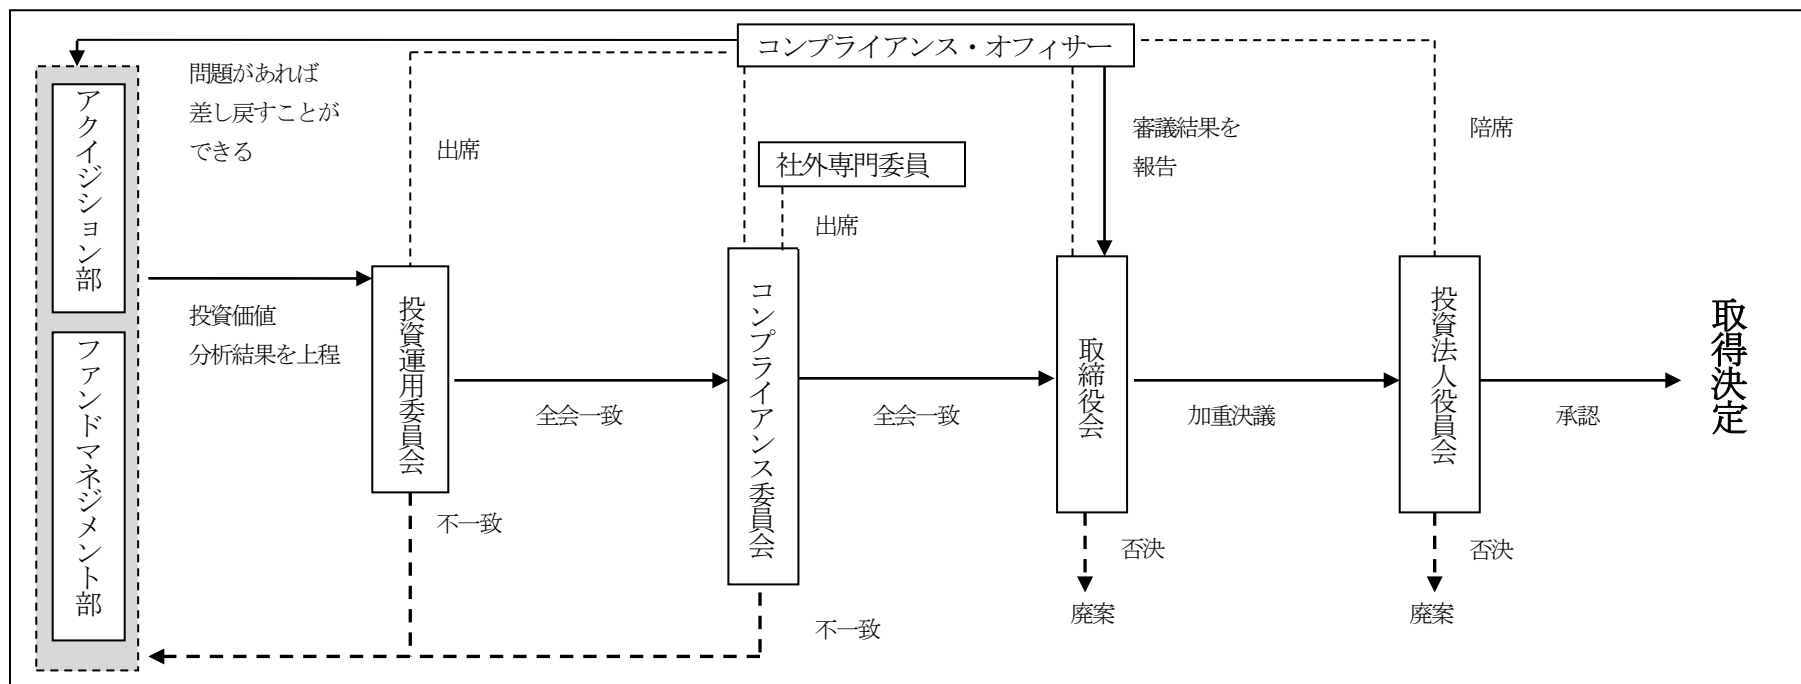 コンプライアンス・オフィサー
問題があれば
差し戻すことが
できる
出席
社外専門委員
出席
審議結果を
報告
陪席
アクイジション部
ファンドマネジメント部
投資価値
分析結果を上程
投資運用委員会
全会一致
コンプライアンス委員会
全会一致
取締役会
加重決議
投資法人役員会
承認
取得決定
不一致
不一致
否決
廃案
否決
廃案